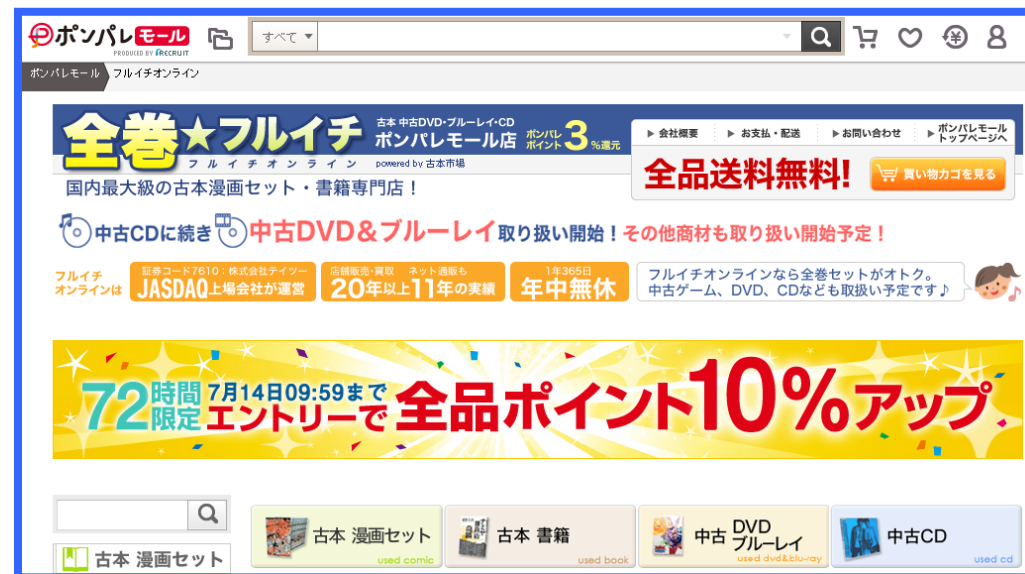 ポンパレモール
PRODUCED BY RECRUIT
すべて
ポンパレモール フルイチオンライン
全巻★フルイチ
フルイチオンライン
古本 中古DVD・ブルーレイ・CD
ポンパレモール店
powered by 古本市場
ポンパレポイント3%還元
会社概要 お支払・配送 お問い合わせ ポンパレモールトップページへ
全品送料無料!
買い物カゴを見る
国内最大級の古本漫画セット・書籍専門店！
中古CDに続き 中古DVD＆ブルーレイ取り扱い開始！その他商材も取り扱い開始予定！
フルイチオンラインは
証券コード7610：株式会社テイツー
JASDAQ上場会社が運営
店舗販売・買取 ネット通販も
20年以上11年の実績
1年365日
年中無休
フルイチオンラインなら全巻セットがオトク。
中古ゲーム、DVD、CDなども取扱い予定です♪
72時間限定
7月14日09:59まで
エントリーで
全品ポイント10%アップ
古本 漫画セット
used comic
古本 書籍
used book
中古 DVD ブルーレイ
used dvd&blu-ray
中古CD
used cd
古本 漫画セット